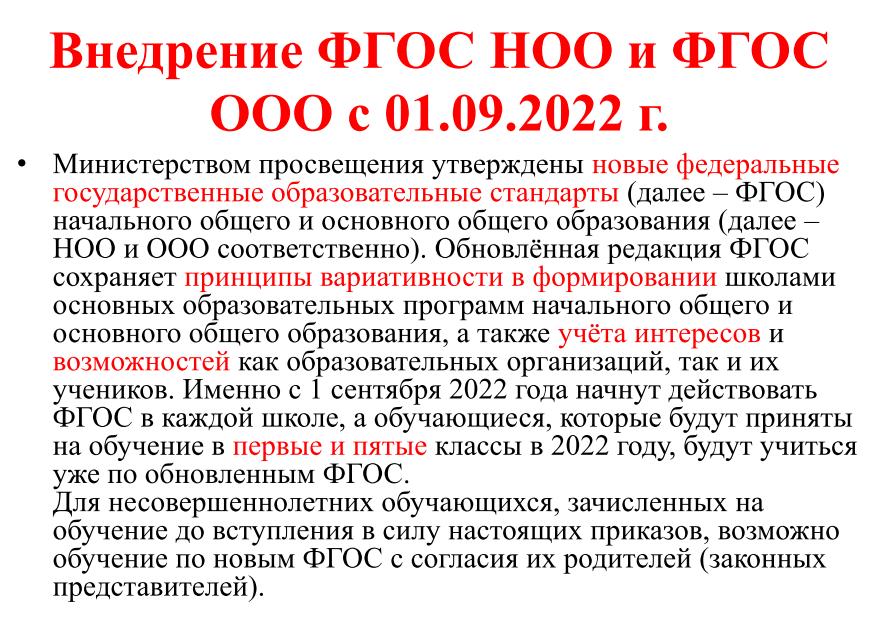 Внедрение ФГОС НОО и ФГОС
ООО с 01.09.2022 г.
• Министерством просвещения утверждены новые федеральные
государственные образовательные стандарты (далее – ФГОС)
начального общего и основного общего образования (далее –
НОО и ООО соответственно). Обновлённая редакция ФГОС
сохраняет принципы вариативности в формировании школами
основных образовательных программ начального общего и
основного общего образования, а также учёта интересов и
возможностей как образовательных организаций, так и их
учеников. Именно с 1 сентября 2022 года начнут действовать
ФГОС в каждой школе, а обучающиеся, которые будут приняты
на обучение в первые и пятые классы в 2022 году, будут учиться
уже по обновленным ФГОС.
Для несовершеннолетних обучающихся, зачисленных на
обучение до вступления в силу настоящих приказов, возможно
обучение по новым ФГОС с согласия их родителей (законных
представителей).